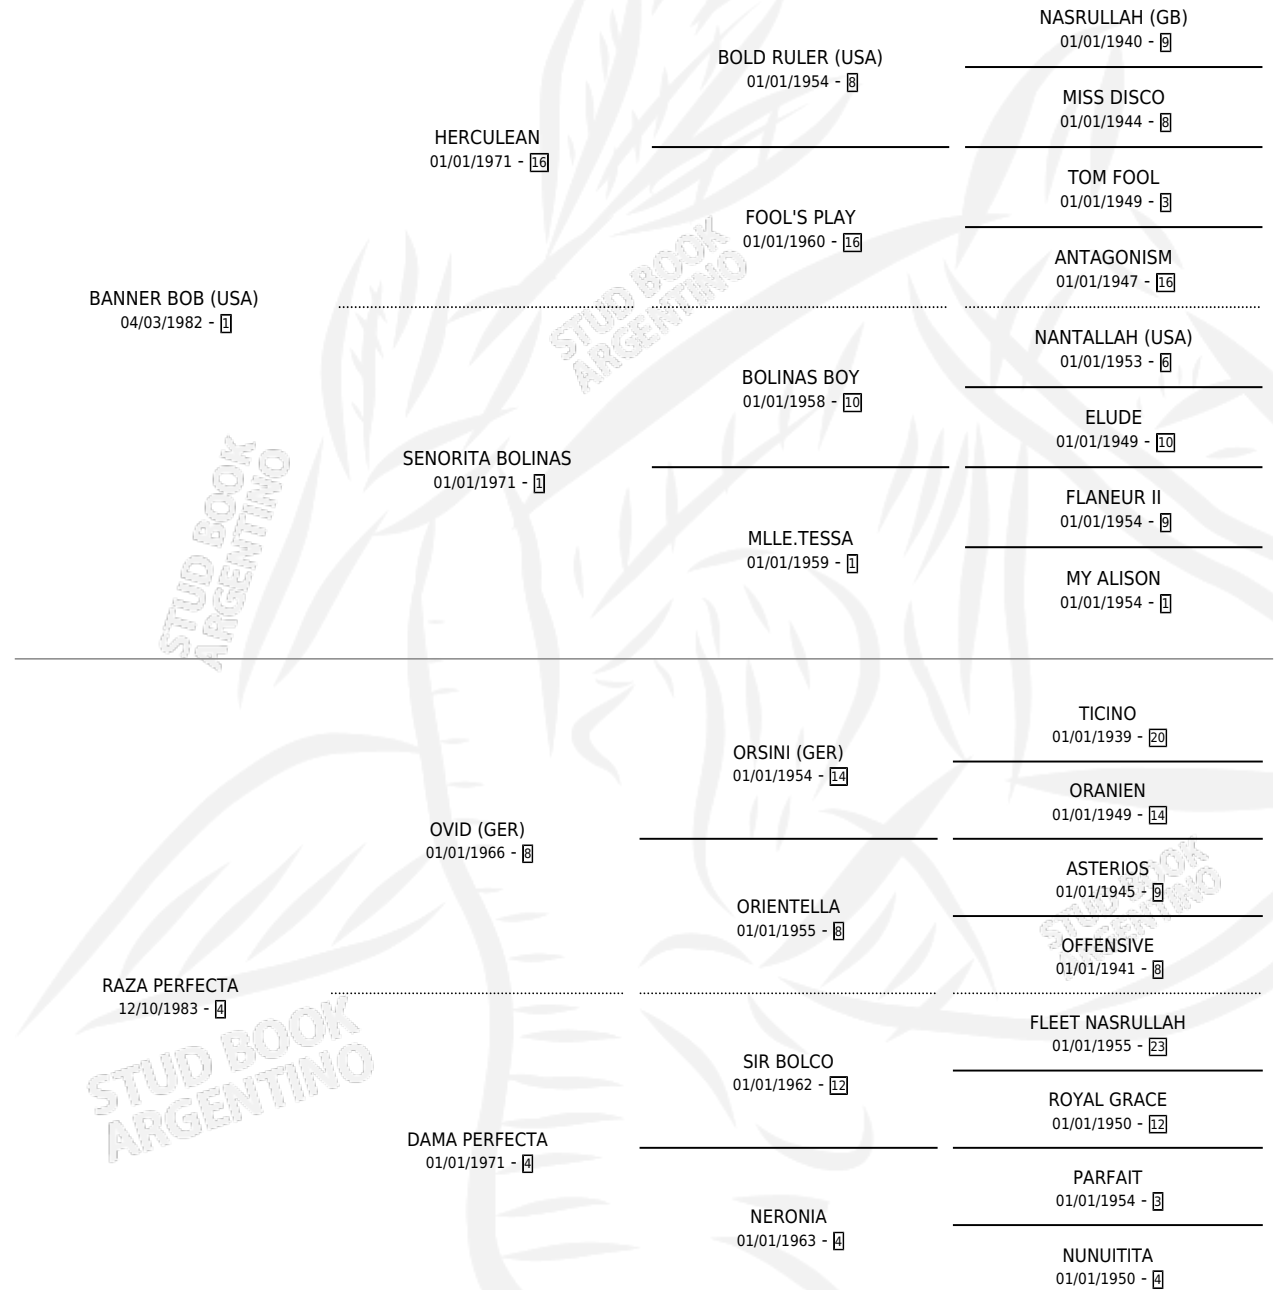 NASRULLAH (GB)
01/01/1940 - 9
BOLD RULER (USA)
01/01/1954 - 8
MISS DISCO
01/01/1944 - 8
HERCULEAN
01/01/1971 - 16
TOM FOOL
01/01/1949 - 3
FOOL'S PLAY
01/01/1960 - 16
ANTAGONISM
01/01/1947 - 16
BANNER BOB (USA)
04/03/1982 - 1
STUD BOOK
ARGENTINO
NANTALLAH (USA)
01/01/1953 - 6
BOLINAS BOY
01/01/1958 - 10
ELUDE
01/01/1949 - 10
SENORITA BOLINAS
01/01/1971 - 1
FLANEUR II
01/01/1954 - 9
MLLE.TESSA
01/01/1959 - 1
MY ALISON
01/01/1954 - 1
STUD BOOK
ARGENTINO
TICINO
01/01/1939 - 20
ORSINI (GER)
01/01/1954 - 14
ORANIEN
01/01/1949 - 14
OVID (GER)
01/01/1966 - 8
ASTERIOS
01/01/1945 - 9
ORIENTELLA
01/01/1955 - 8
STUD BOOK
ARGENTINO
OFFENSIVE
01/01/1941 - 8
RAZA PERFECTA
12/10/1983 - 4
FLEET NASRULLAH
01/01/1955 - 23
SIR BOLCO
01/01/1962 - 12
STUD BOOK
ARGENTINO
ROYAL GRACE
01/01/1950 - 12
DAMA PERFECTA
01/01/1971 - 4
PARFAIT
01/01/1954 - 3
NERONIA
01/01/1963 - 4
NUNUITITA
01/01/1950 - 4